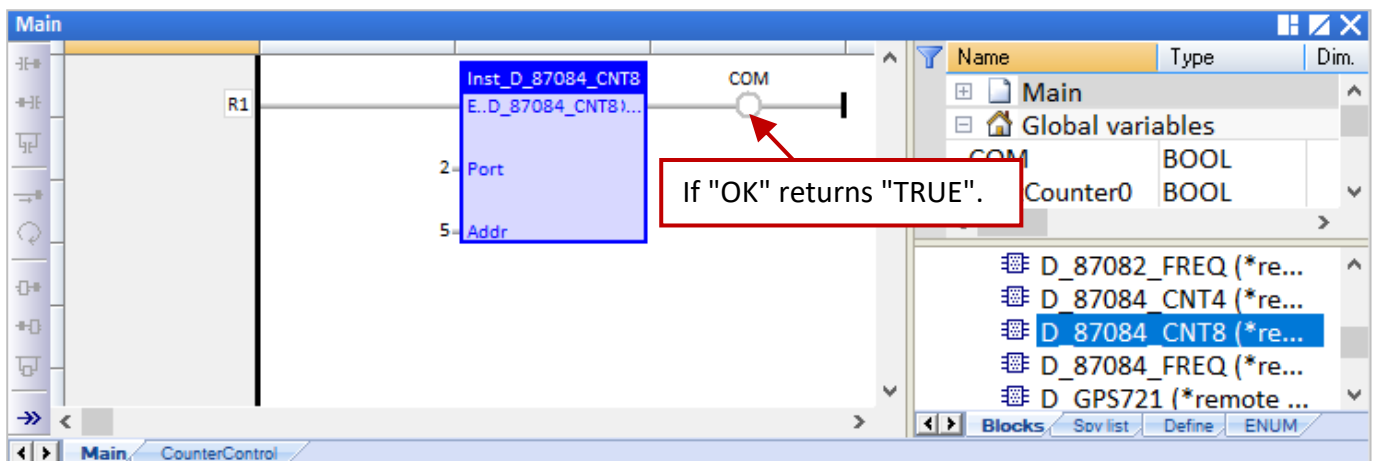 Main
Name Type Dim.
Inst_D_87084_CNT8 COM
R1 E..D_87084_CNT8)...
2 Port
5 Addr
If "OK" returns "TRUE".
Main
Global variables
COM BOOL
Counter0 BOOL
D_87082_FREQ (*re...
D_87084_CNT4 (*re...
D_87084_CNT8 (*re...
D_87084_FREQ (*re...
D_GPS721 (*remote ...
Blocks Spv list Define ENUM
Main CounterControl